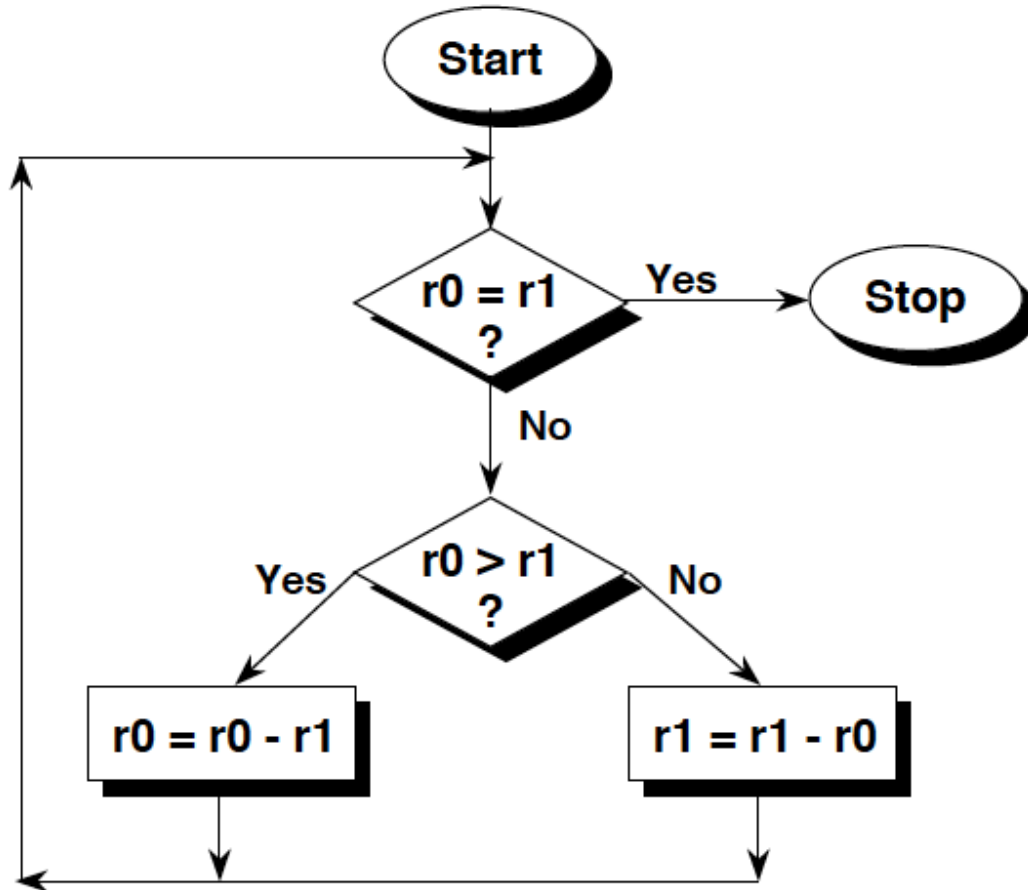 Start
r0 = r1
?
Yes
Stop
No
r0 > r1
?
Yes
No
r0 = r0 - r1
r1 = r1 - r0